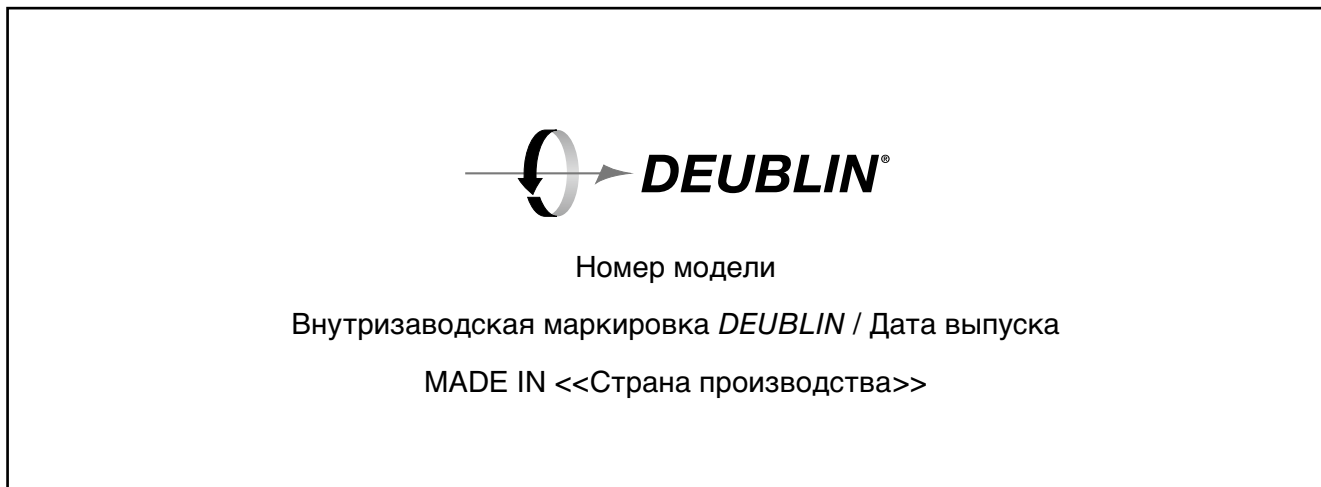 DEUBLIN®
Номер модели
Внутризаводская маркировка DEUBLIN / Дата выпуска
MADE IN <<Страна производства>>